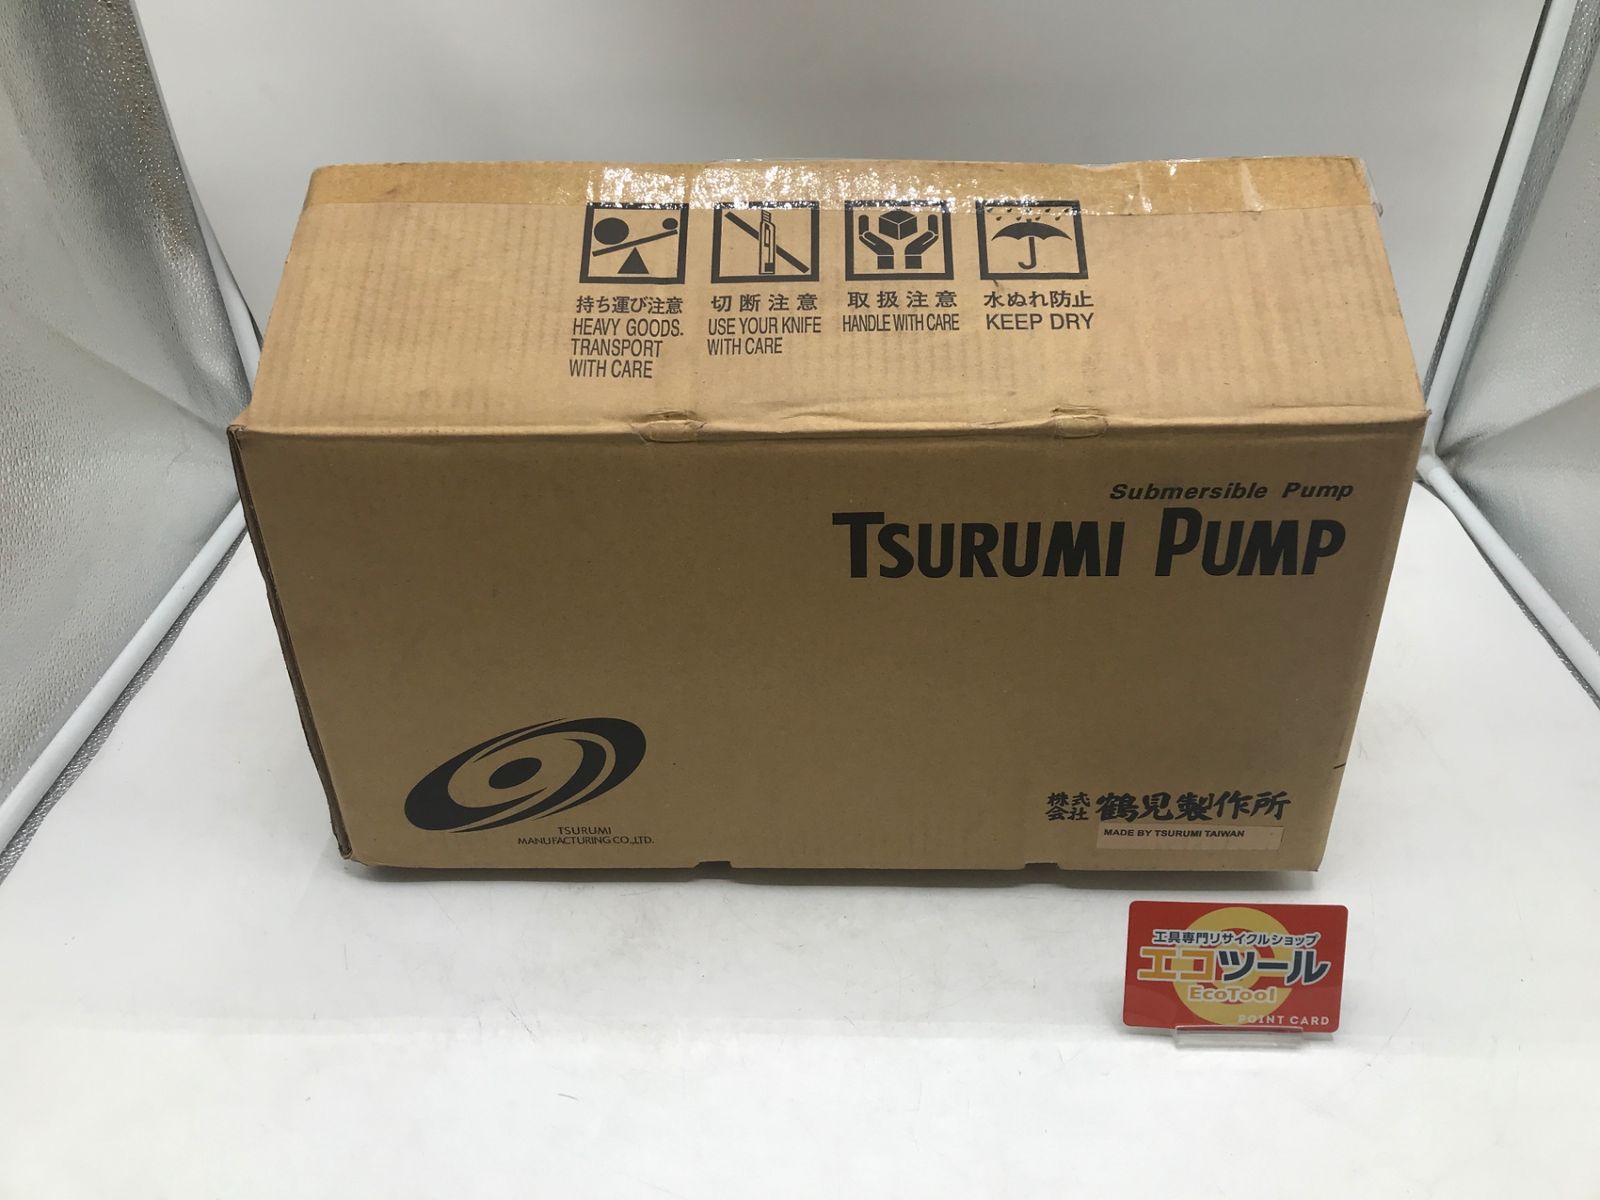 持ち運び注意
HEAVY GOODS.
TRANSPORT
WITH CARE
切断注意
USE YOUR KNIFE
WITH CARE
取扱注意
HANDLE WITH CARE
水ぬれ防止
KEEP DRY
Submersible Pump
TSURUMI PUMP
TSURUMI
MANUFACTURING CO.,LTD.
株式会社 鶴見製作所
MADE BY TSURUMI TAIWAN
工具専門リサイクルショップ
エコツール
EcoTool
POINT CARD